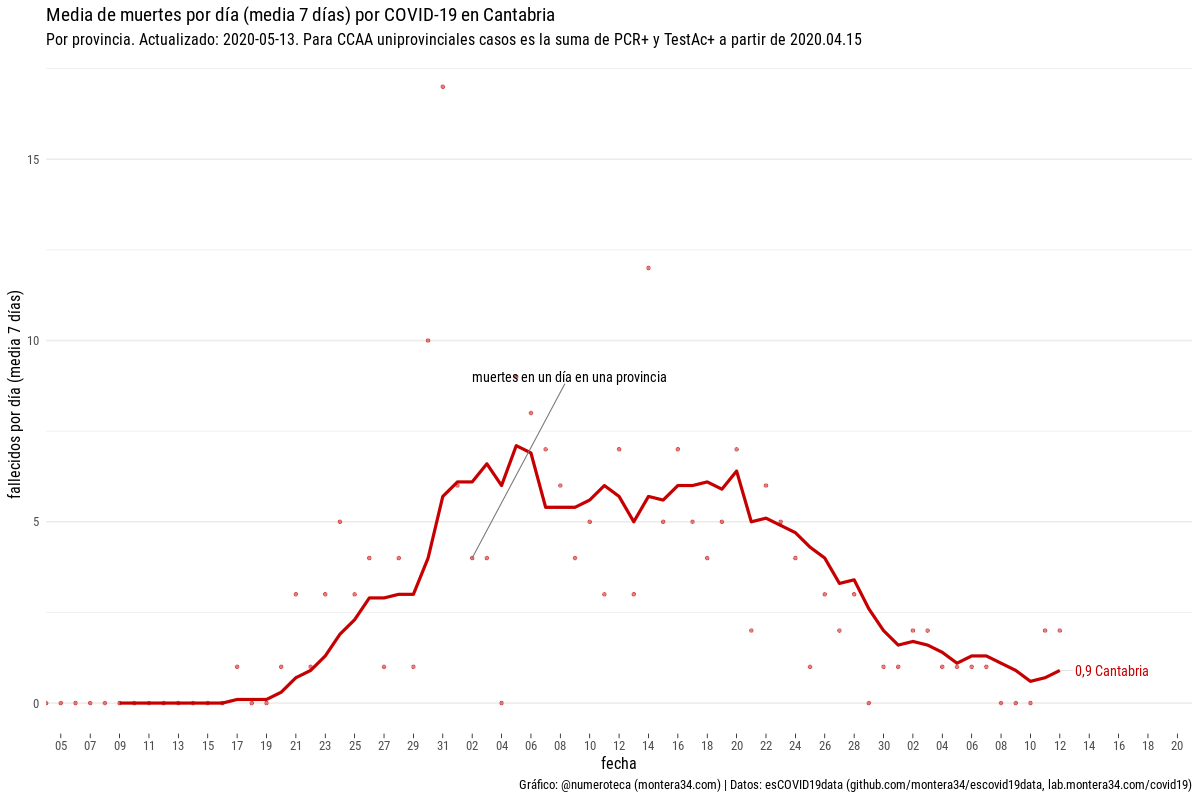 Media de muertes por día (media 7 días) por COVID-19 en Cantabria
Por provincia. Actualizado: 2020-05-13. Para CCAA uniprovinciales casos es la suma de PCR+ y TestAc+ a partir de 2020.04.15
fallecidos por día (media 7 días)
15
10
5
0
muertes en un día en una provincia
0,9 Cantabria
05 07 09 11 13 15 17 19 21 23 25 27 29 31 02 04 06 08 10 12 14 16 18 20 22 24 26 28 30 02 04 06 08 10 12 14 16 18 20
fecha
Gráfico: @numeroteca (montera34.com) | Datos: esCOVID19data (github.com/montera34/escovid19data, lab.montera34.com/covid19)